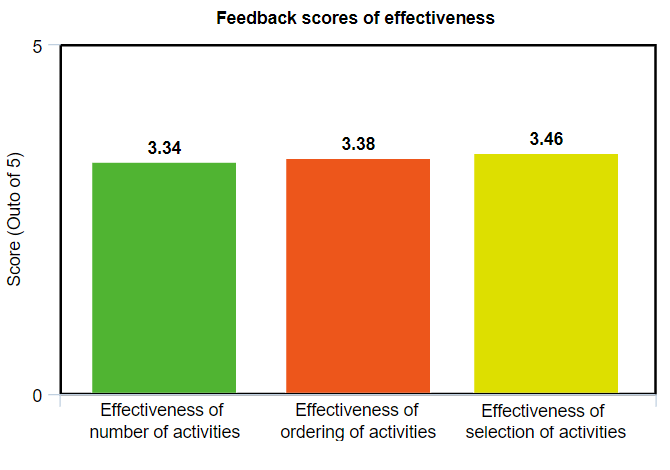 Feedback scores of effectiveness
5
3.34
3.38
3.46
Score (Outo of 5)
0
Effectiveness of
number of activities
Effectiveness of
ordering of activities
Effectiveness of
selection of activities